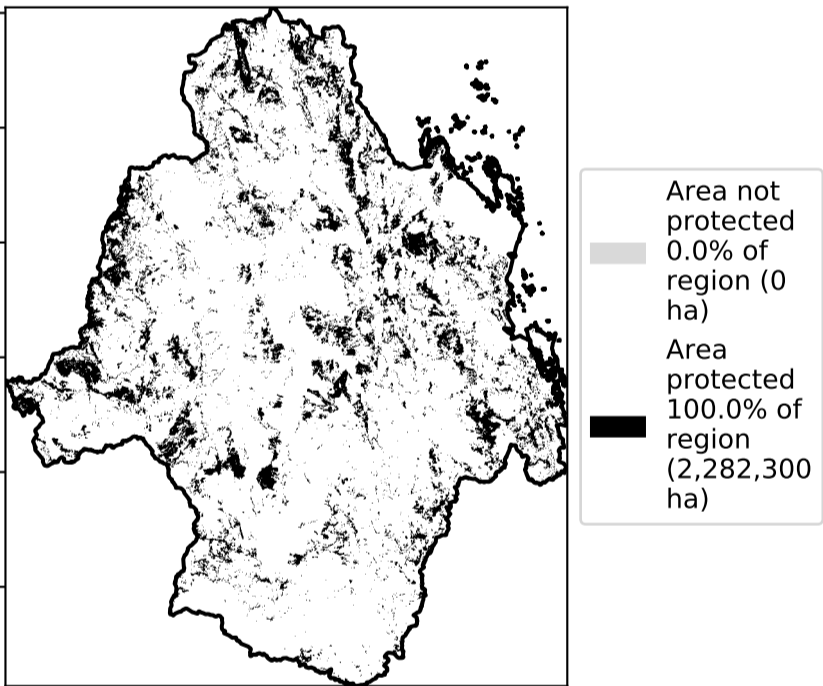 Area not
protected
0.0% of
region (0
ha)
Area
protected
100.0% of
region
(2,282,300
ha)